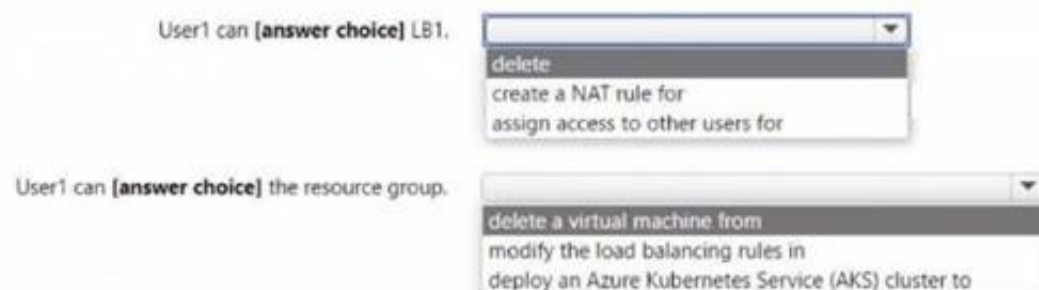 User1 can [answer choice] LB1.
delete
create a NAT rule for
assign access to other users for
User1 can [answer choice] the resource group.
delete a virtual machine from
modify the load balancing rules in
deploy an Azure Kubernetes Service (AKS) cluster to